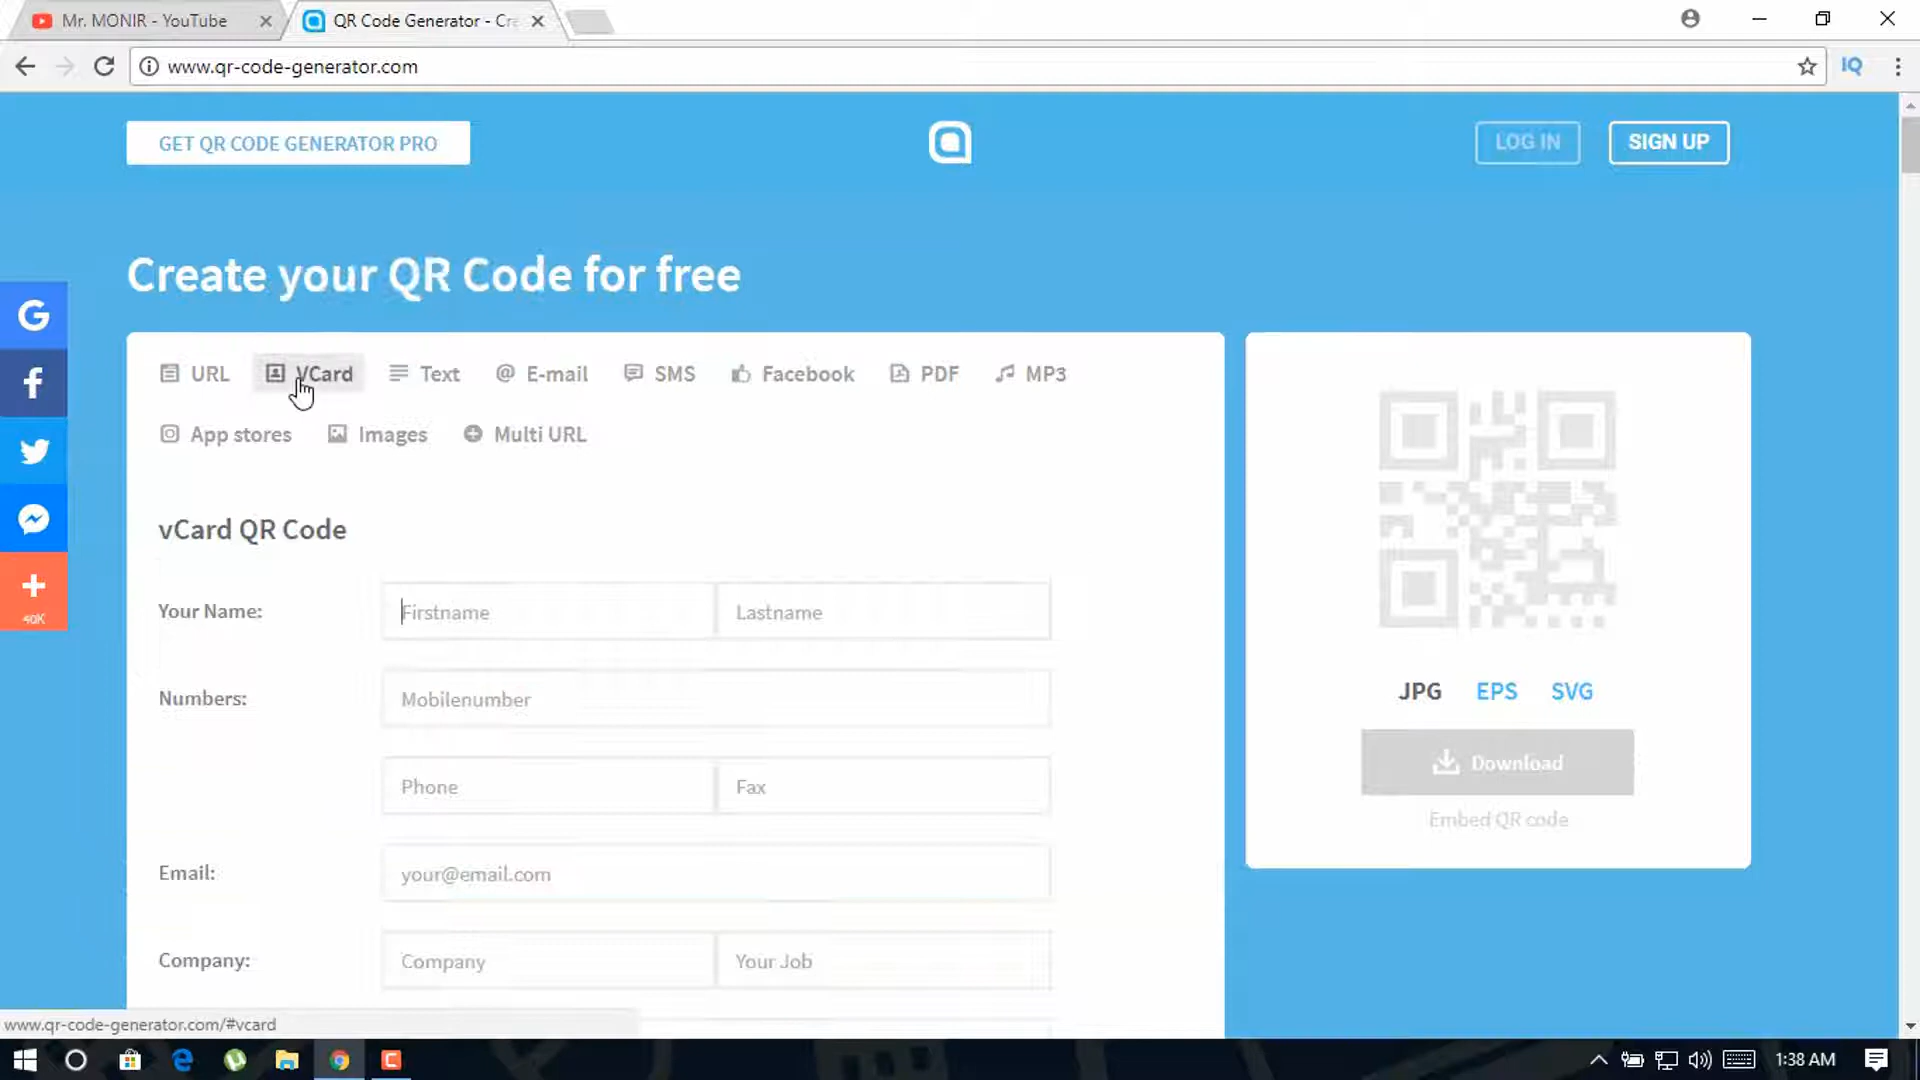 Mr. MONIR - YouTube
QR Code Generator - Cre
www.qr-code-generator.com
IQ
GET QR CODE GENERATOR PRO
LOG IN
SIGN UP
Create your QR Code for free
URL
VCard
Text
E-mail
SMS
Facebook
PDF
MP3
App stores
Images
Multi URL
vCard QR Code
Your Name:
Firstname
Lastname
Numbers:
Mobilenumber
Phone
Fax
Email:
your@email.com
Company:
Company
Your Job
JPG
EPS
SVG
Download
Embed QR code
40K
www.qr-code-generator.com/#vcard
1:38 AM